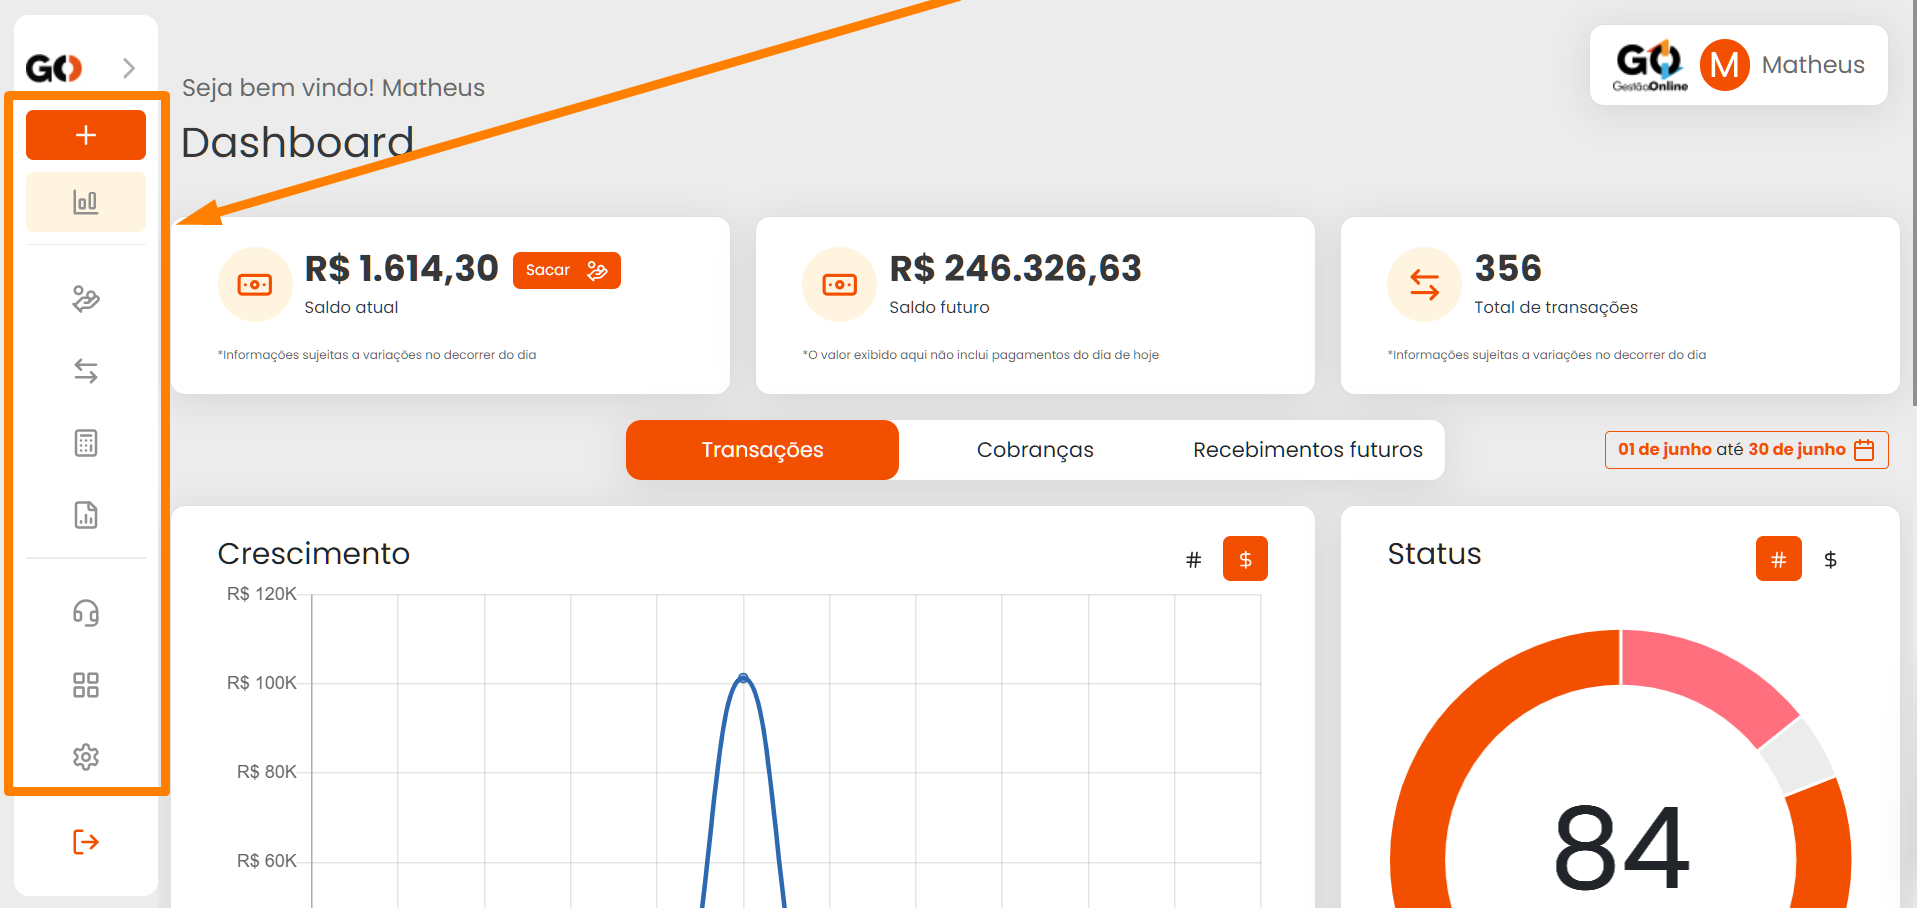 GO
Seja bem vindo! Matheus
Dashboard
GO
GestãoOnline
M
Matheus
R$ 1.614,30
Sacar
Saldo atual
*Informações sujeitas a variações no decorrer do dia
R$ 246.326,63
Saldo futuro
*O valor exibido aqui não inclui pagamentos do dia de hoje
356
Total de transações
*Informações sujeitas a variações no decorrer do dia
Transações
Cobranças
Recebimentos futuros
01 de junho até 30 de junho
Crescimento
# $
R$ 120K
R$ 100K
R$ 80K
R$ 60K
Status
# $
84